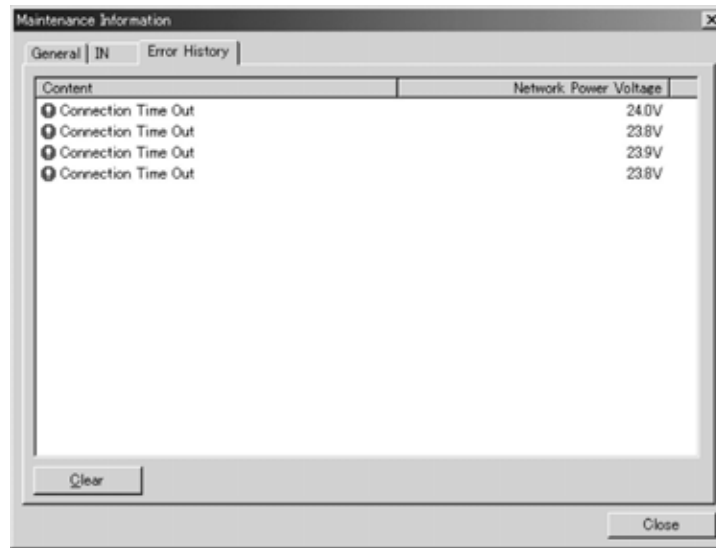 Maintenance Information
General IN Error History
Content Network Power Voltage
Connection Time Out 24.0V
Connection Time Out 23.8V
Connection Time Out 23.9V
Connection Time Out 23.8V
Clear
Close